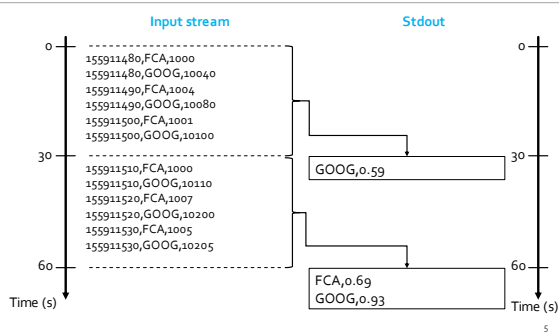 Input stream
Stdout
0
0
155911480,FCA,1000
155911480,GOOG,10040
155911490,FCA,1004
155911490,GOOG,10080
155911500,FCA,1001
155911500,GOOG,10100
30
30
GOOG,0.59
155911510,FCA,1000
155911510,GOOG,10110
155911520,FCA,1007
155911520,GOOG,10200
155911530,FCA,1005
155911530,GOOG,10205
60
60
FCA,0.69
GOOG,0.93
Time (s)
Time (s)
5